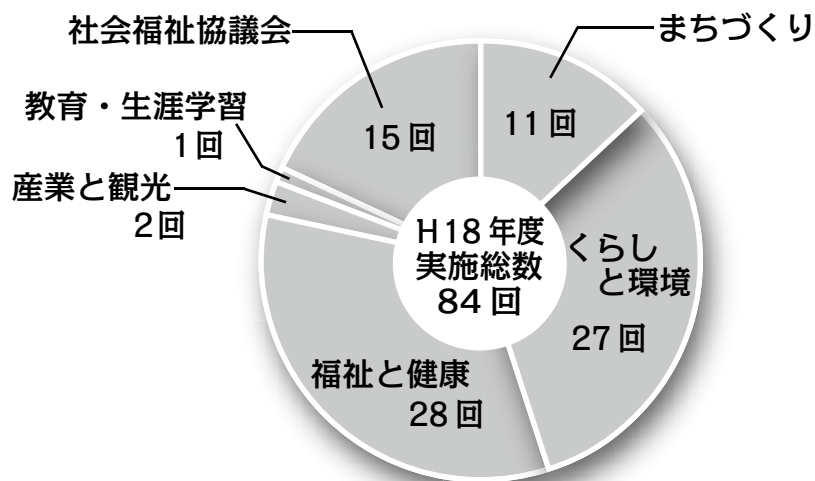 社会福祉協議会
15回
まちづくり
11回
教育・生涯学習
1回
産業と観光
2回
H18年度
実施総数
84回
くらし
と環境
27回
福祉と健康
28回